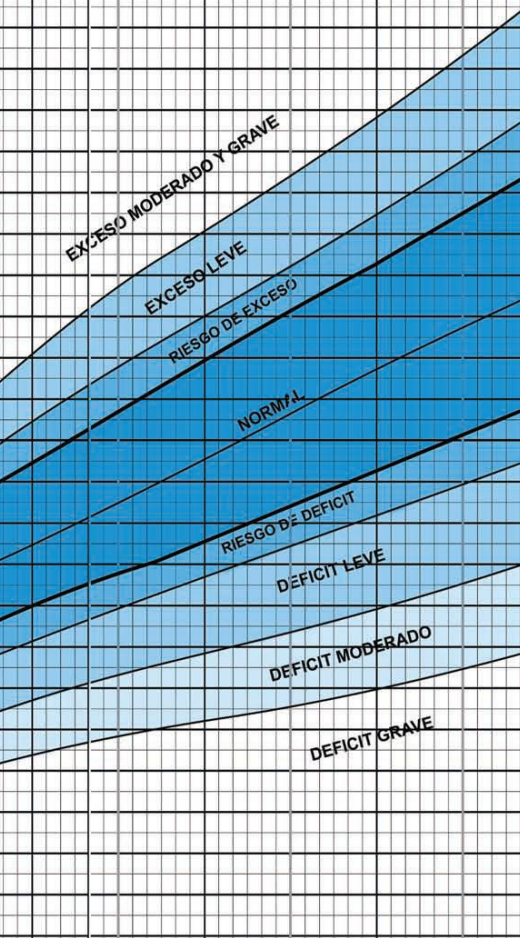 EXCESO MODERADO Y GRAVE
EXCESO LEVE
RIESGO DE EXCESO
NORMAL
RIESGO DE DEFICIT
DEFICIT LEVE
DEFICIT MODERADO
DEFICIT GRAVE